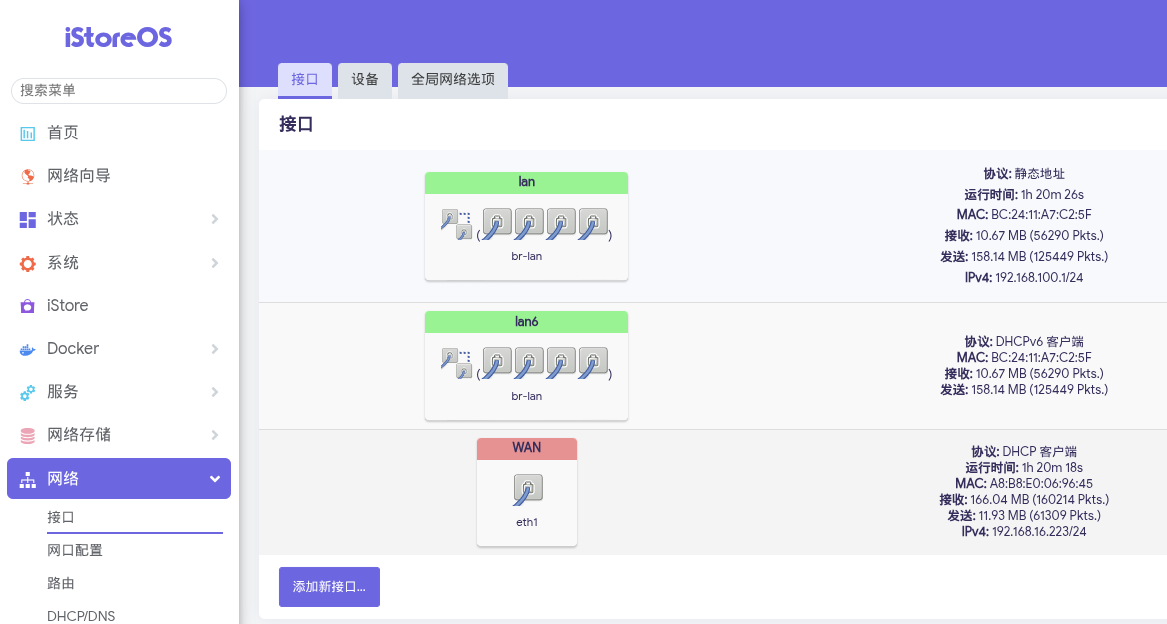 iStoreOS
搜索菜单
首页
网络向导
状态
系统
iStore
Docker
服务
网络存储
网络
接口
网口配置
路由
DHCP/DNS
接口
设备
全局网络选项
接口
lan
(
)
br-lan
协议: 静态地址
运行时间: 1h 20m 26s
MAC: BC:24:11:A7:C2:5F
接收: 10.67 MB (56290 Pkts.)
发送: 158.14 MB (125449 Pkts.)
IPv4: 192.168.100.1/24
lan6
(
)
br-lan
协议: DHCPv6 客户端
MAC: BC:24:11:A7:C2:5F
接收: 10.67 MB (56290 Pkts.)
发送: 158.14 MB (125449 Pkts.)
WAN
eth1
协议: DHCP 客户端
运行时间: 1h 20m 18s
MAC: A8:B8:E0:06:96:45
接收: 166.04 MB (160214 Pkts.)
发送: 11.93 MB (61309 Pkts.)
IPv4: 192.168.16.223/24
添加新接口...